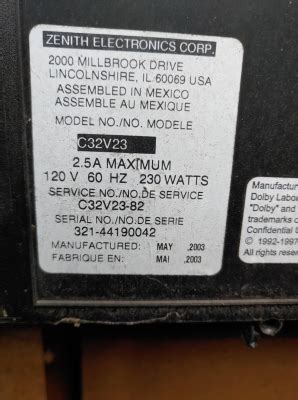 ZENITH ELECTRONICS CORP.
2000 MILLBROOK DRIVE
LINCOLNSHIRE, IL 60069 USA
ASSEMBLED IN MEXICO
ASSEMBLE AU MEXIQUE
MODEL NO./NO. MODELE
C32V23
2.5A MAXIMUM
120 V 60 HZ 230 WATTS
SERVICE NO./NO.DE SERVICE
C32V23-82
SERIAL NO./NO.DE SERIE
321-44190042
MANUFACTURED: MAY ,2003
FABRIQUE EN: MAI ,2003
Manufactu
Dolby Labo
"Dolby" and
trademarks o
Confidential U
© 1992-1997
All rights rese